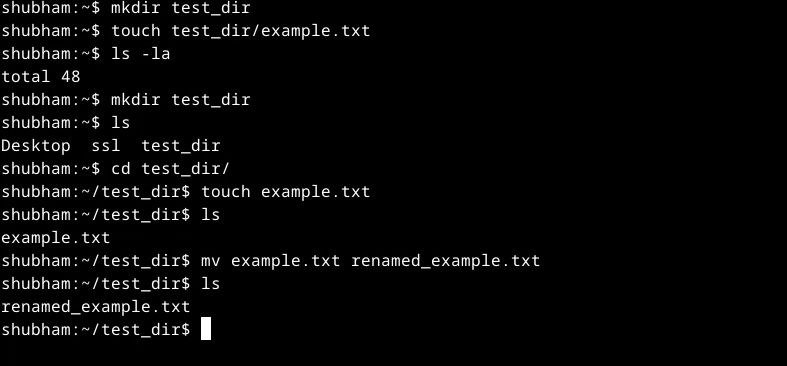 shubham:~$ mkdir test_dir
shubham:~$ touch test_dir/example.txt
shubham:~$ ls -la
total 48
shubham:~$ mkdir test_dir
shubham:~$ ls
Desktop  ssl  test_dir
shubham:~$ cd test_dir/
shubham:~/test_dir$ touch example.txt
shubham:~/test_dir$ ls
example.txt
shubham:~/test_dir$ mv example.txt renamed_example.txt
shubham:~/test_dir$ ls
renamed_example.txt
shubham:~/test_dir$